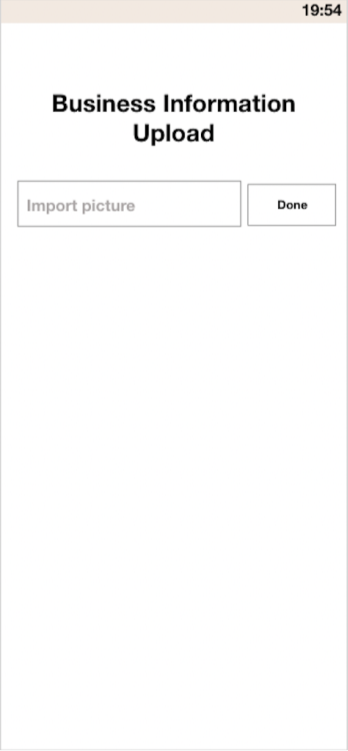 19:54
Business Information
Upload
Import picture
Done